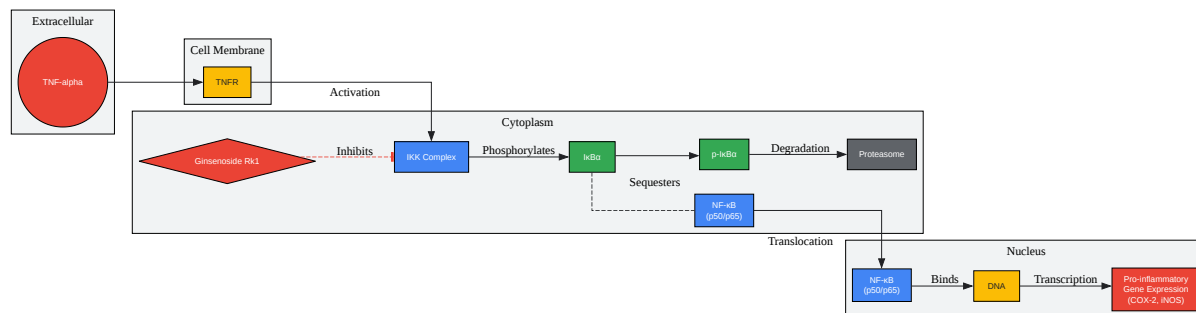 Extracellular
TNF-alpha
Cell Membrane
TNFR
Activation
Cytoplasm
Ginsenoside Rk1
Inhibits
IKK Complex
Phosphorylates
IκBα
p-IκBα
Degradation
Proteasome
Sequesters
NF-κB
(p50/p65)
Translocation
Nucleus
NF-κB
(p50/p65)
Binds
DNA
Transcription
Pro-inflammatory
Gene Expression
(COX-2, iNOS)